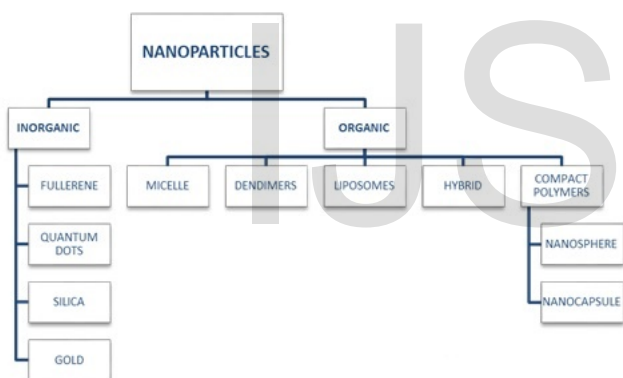 NANOPARTICLES
INORGANIC
ORGANIC
FULLERENE
MICELLE
DENDIMERS
LIPOSOMES
HYBRID
COMPACT
POLYMERS
QUANTUM
DOTS
NANOSPHERE
SILICA
NANOCAPSULE
GOLD
IJS